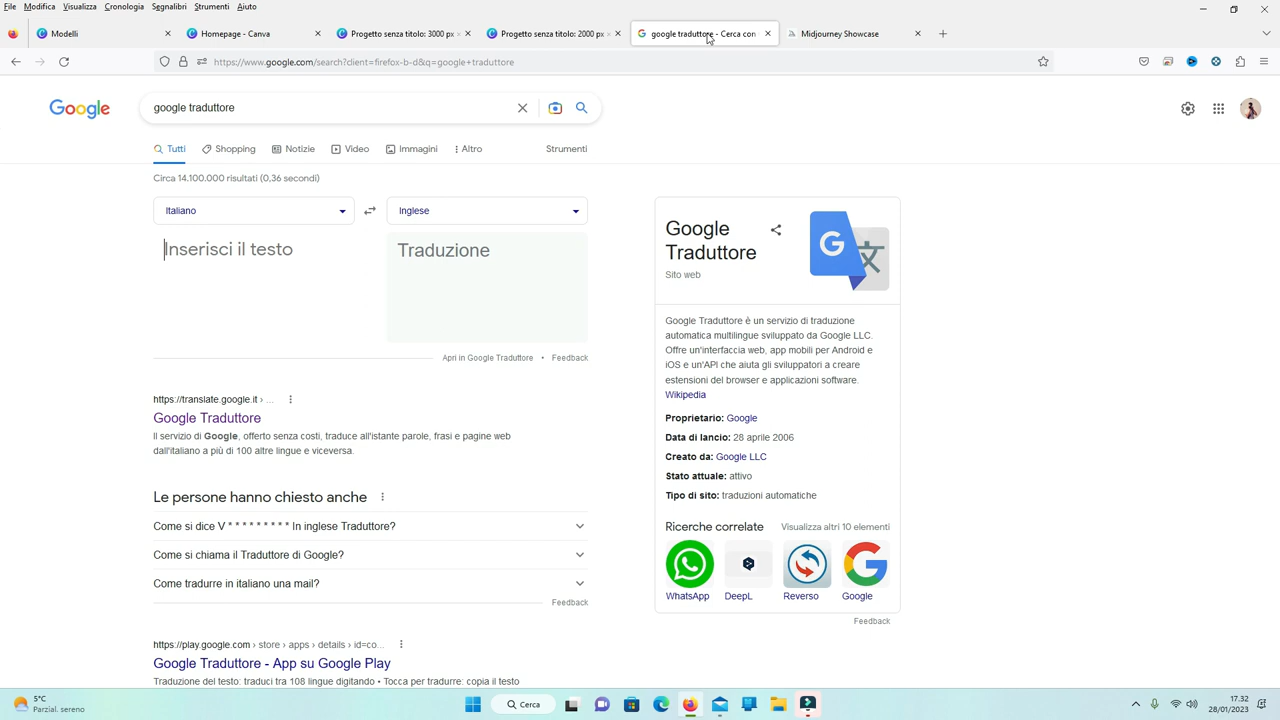 File Modifica Visualizza Cronologia Segnalibri Strumenti Aiuto
Modelli
Homepage - Canva
Progetto senza titolo: 3000 px
Progetto senza titolo: 2000 px
google traduttore - Cerca con
Midjourney Showcase
https://www.google.com/search?client=firefox-b-d&q=google+traduttore
Google
google traduttore
Tutti Shopping Notizie Video Immagini Altro Strumenti
Circa 14.100.000 risultati (0,36 secondi)
Italiano
Inglese
Inserisci il testo
Traduzione
Apri in Google Traduttore • Feedback
https://translate.google.it › ...
Google Traduttore
Il servizio di Google, offerto senza costi, traduce all'istante parole, frasi e pagine web
dall'italiano a più di 100 altre lingue e viceversa.
Le persone hanno chiesto anche
Come si dice V * * * * * * * * * In inglese Traduttore?
Come si chiama il Traduttore di Google?
Come tradurre in italiano una mail?
Feedback
https://play.google.com › store › apps › details › id=co...
Google Traduttore - App su Google Play
Traduzione del testo: traduci tra 108 lingue digitando • Tocca per tradurre: copia il testo
Google
Traduttore
Sito web
G
文
Google Traduttore è un servizio di traduzione
automatica multilingue sviluppato da Google LLC.
Offre un'interfaccia web, app mobili per Android e
iOS e un'API che aiuta gli sviluppatori a creare
estensioni del browser e applicazioni software.
Wikipedia
Proprietario: Google
Data di lancio: 28 aprile 2006
Creato da: Google LLC
Stato attuale: attivo
Tipo di sito: traduzioni automatiche
Ricerche correlate Visualizza altri 10 elementi
WhatsApp DeepL Reverso Google
Feedback
5°C
Parzial. sereno
Cerca
17.32
28/01/2023